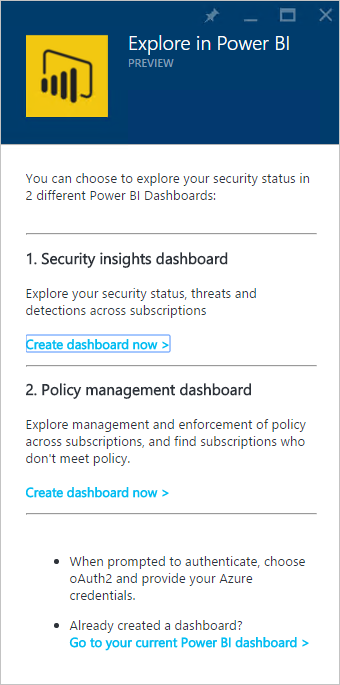 Explore in Power BI
PREVIEW
You can choose to explore your security status in
2 different Power BI Dashboards:
1. Security insights dashboard
Explore your security status, threats and
detections across subscriptions
Create dashboard now >
2. Policy management dashboard
Explore management and enforcement of policy
across subscriptions, and find subscriptions who
don't meet policy.
Create dashboard now >
• When prompted to authenticate, choose
oAuth2 and provide your Azure
credentials.
• Already created a dashboard?
Go to your current Power BI dashboard >